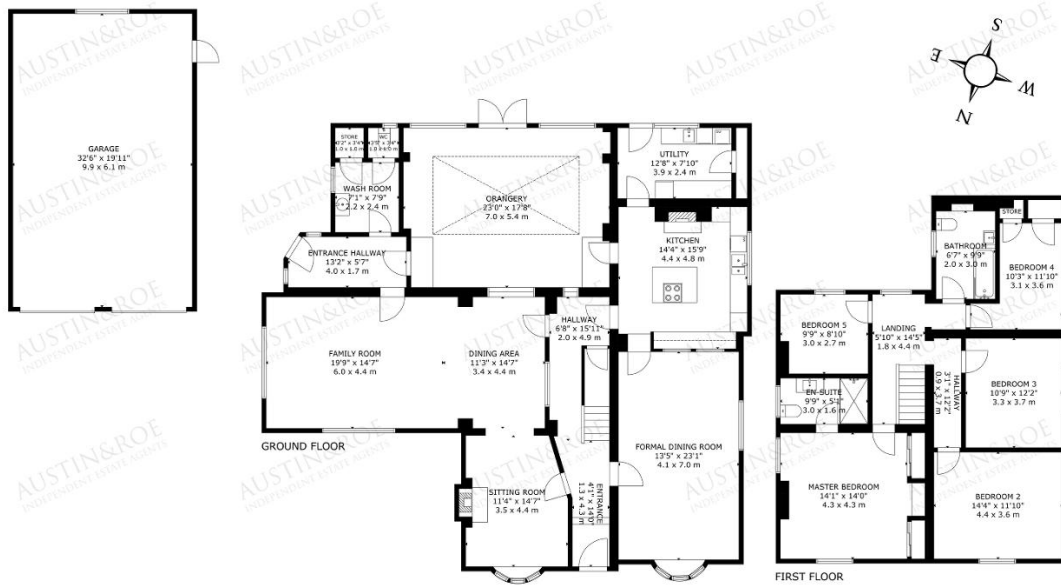 AUSTIN&ROE
INDEPENDENT ESTATE AGENTS
GARAGE
32'6" x 19'11"
9.9 x 6.1 m
STORE
1.0 x 1.0 m
WC
WASH ROOM
7'1" x 7'9"
2.2 x 2.4 m
ENTRANCE HALLWAY
13'2" x 5'7"
4.0 x 1.7 m
ORANGERY
23'0" x 17'8"
7.0 x 5.4 m
UTILITY
12'8" x 7'10"
3.9 x 2.4 m
KITCHEN
14'4" x 15'9"
4.4 x 4.8 m
HALLWAY
6'8" x 15'11"
2.0 x 4.9 m
FAMILY ROOM
19'9" x 14'7"
6.0 x 4.4 m
DINING AREA
11'3" x 14'7"
3.4 x 4.4 m
GROUND FLOOR
SITTING ROOM
11'4" x 14'7"
3.5 x 4.4 m
ENTRANCE
4'1" x 14'0"
1.3 x 4.3 m
FORMAL DINING ROOM
13'5" x 23'1"
4.1 x 7.0 m
S
E
W
N
STORE
BATHROOM
6'7" x 9'9"
2.0 x 3.0 m
BEDROOM 4
10'3" x 11'10"
3.1 x 3.6 m
BEDROOM 5
9'9" x 8'10"
3.0 x 2.7 m
LANDING
5'10" x 14'5"
1.8 x 4.4 m
HALLWAY
3'1" x 12'2"
0.9 x 3.7 m
BEDROOM 3
10'9" x 12'2"
3.3 x 3.7 m
EN-SUITE
9'9" x 5'1"
3.0 x 1.6 m
MASTER BEDROOM
14'1" x 14'0"
4.3 x 4.3 m
BEDROOM 2
14'4" x 11'10"
4.4 x 3.6 m
FIRST FLOOR